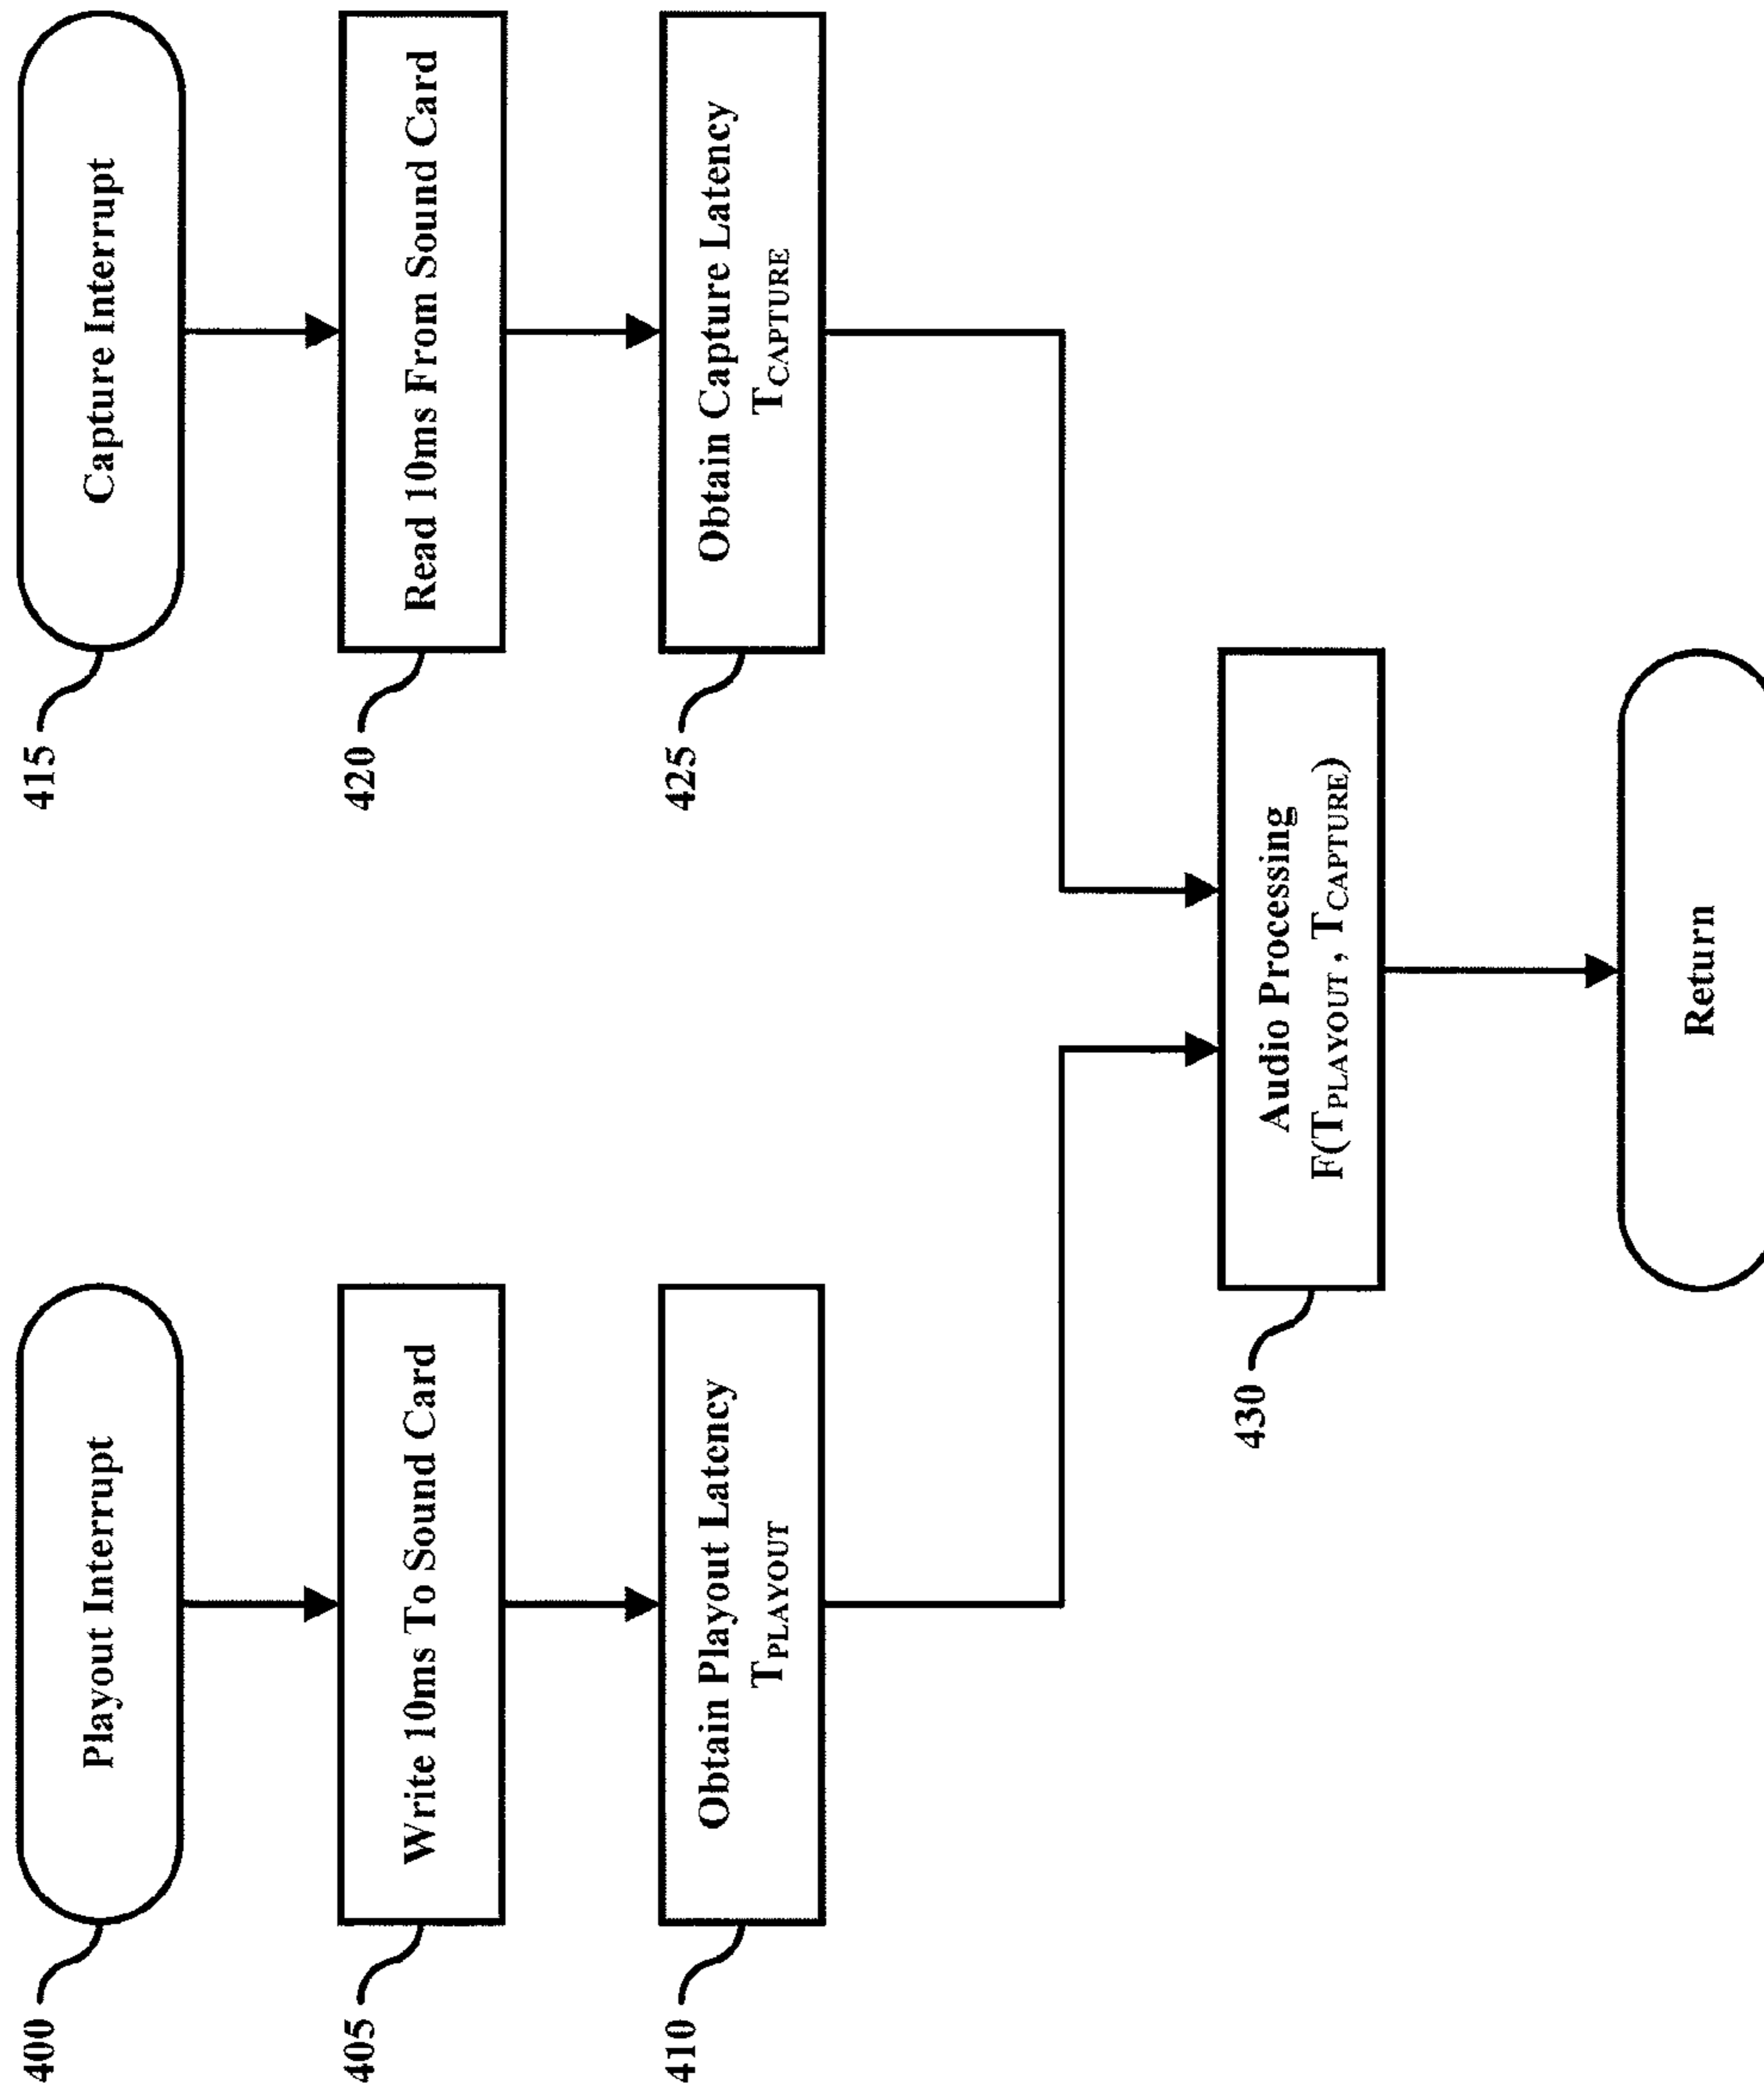 400
Playout Interrupt
405
Write 10ms To Sound Card
410
Obtain Playout Latency
TPLAYOUT
415
Capture Interrupt
420
Read 10ms From Sound Card
425
Obtain Capture Latency
TCAPTURE
430
Audio Processing
F(TPLAYOUT , TCAPTURE)
Return